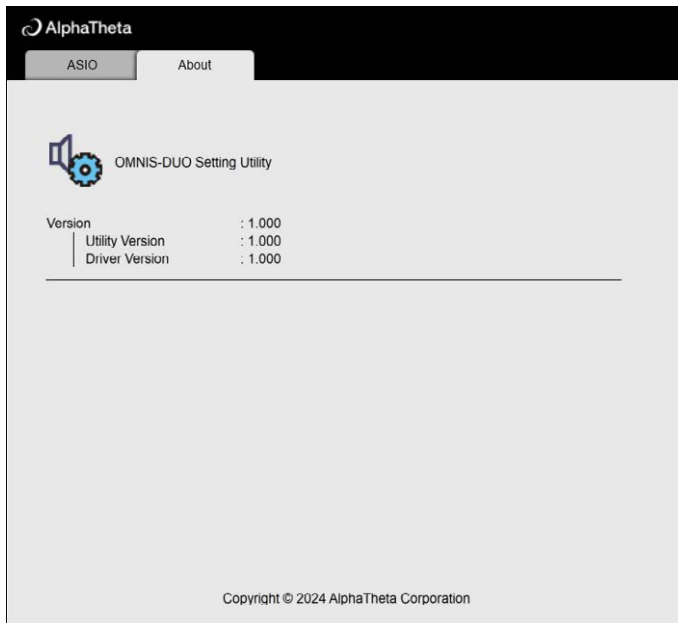 AlphaTheta
ASIO About
OMNIS-DUO Setting Utility
Version : 1.000
Utility Version : 1.000
Driver Version : 1.000
Copyright © 2024 AlphaTheta Corporation